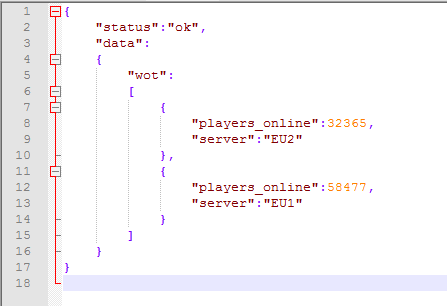 1 {
2 "status":"ok",
3 "data":
4 {
5 "wot":
6 [
7 {
8 "players_online":32365,
9 "server":"EU2"
10 },
11 {
12 "players_online":58477,
13 "server":"EU1"
14 }
15 ]
16 }
17 }
18